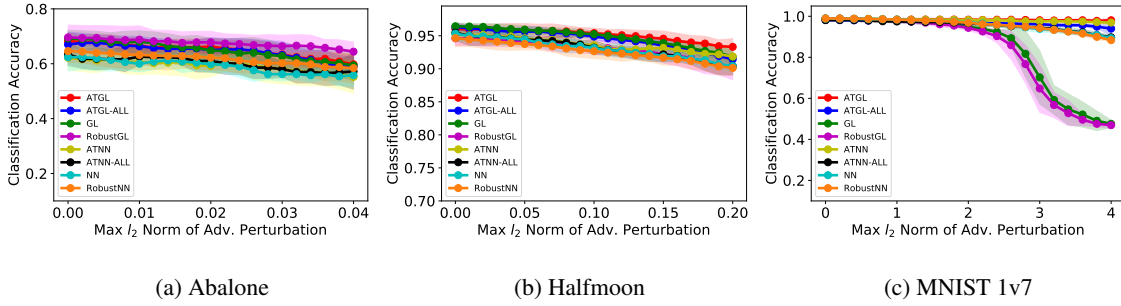 Classification Accuracy
0.8
0.6
0.4
0.2
ATGL
ATGL-ALL
GL
RobustGL
ATNN
ATNN-ALL
NN
RobustNN
0.00 0.01 0.02 0.03 0.04
Max l₂ Norm of Adv. Perturbation
(a) Abalone
Classification Accuracy
0.95
0.90
0.85
0.80
0.75
0.70
ATGL
ATGL-ALL
GL
RobustGL
ATNN
ATNN-ALL
NN
RobustNN
0.00 0.05 0.10 0.15 0.20
Max l₂ Norm of Adv. Perturbation
(b) Halfmoon
Classification Accuracy
1.0
0.8
0.6
0.4
0.2
ATGL
ATGL-ALL
GL
RobustGL
ATNN
ATNN-ALL
NN
RobustNN
0 1 2 3 4
Max l₂ Norm of Adv. Perturbation
(c) MNIST 1v7